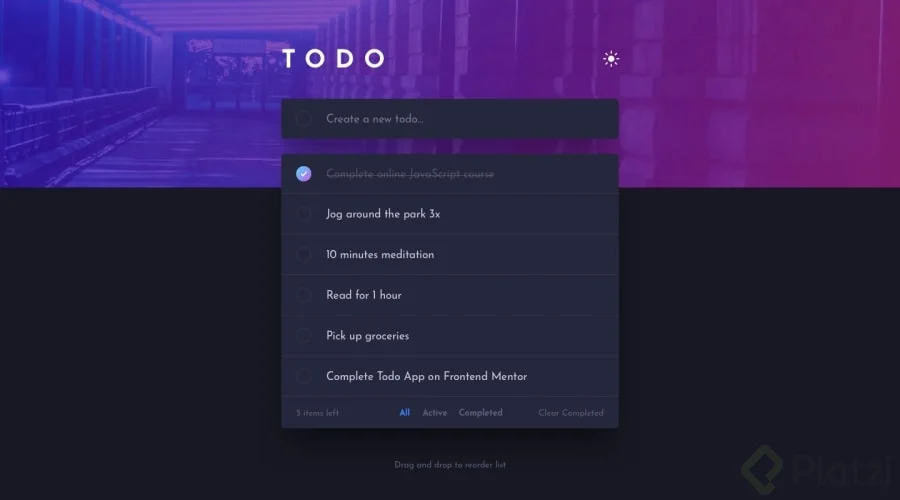 TODO
Create a new todo...
Complete online JavaScript course
Jog around the park 3x
10 minutes meditation
Read for 1 hour
Pick up groceries
Complete Todo App on Frontend Mentor
5 items left All Active Completed Clear Completed
Drag and drop to reorder list
Platzi